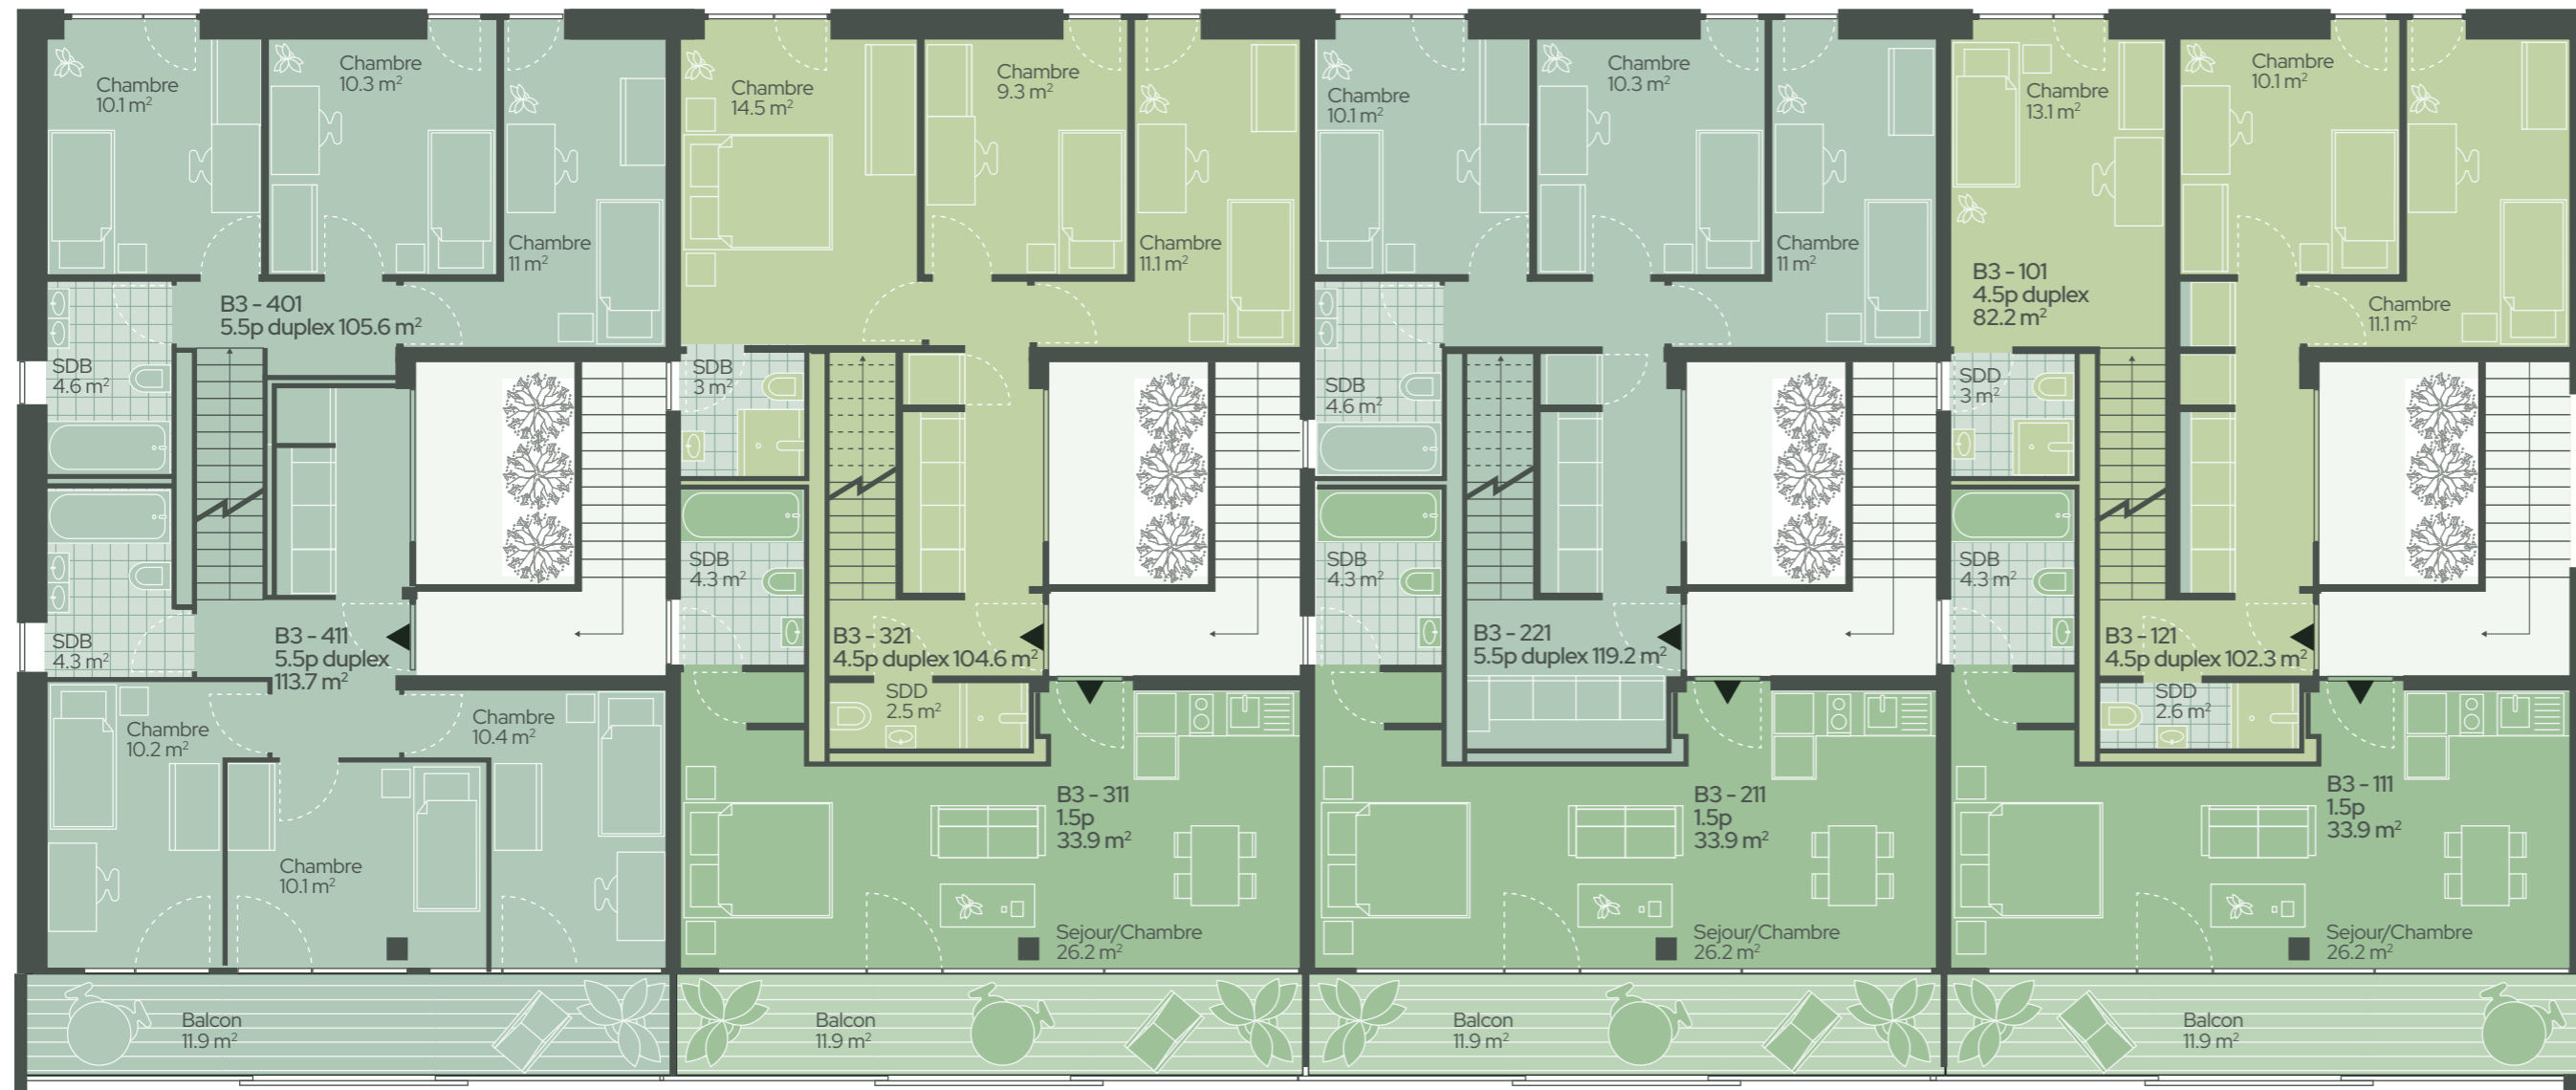 Chambre
10.1 m²
Chambre
10.3 m²
Chambre
11 m²
B3 - 401
5.5p duplex 105.6 m²
SDB
4.6 m²
SDB
4.3 m²
B3 - 411
5.5p duplex
113.7 m²
Chambre
10.2 m²
Chambre
10.4 m²
Chambre
10.1 m²
Balcon
11.9 m²
Chambre
14.5 m²
Chambre
9.3 m²
Chambre
11.1 m²
SDB
3 m²
SDB
4.3 m²
B3 - 321
4.5p duplex 104.6 m²
SDD
2.5 m²
B3 - 311
1.5p
33.9 m²
Sejour/Chambre
26.2 m²
Balcon
11.9 m²
Chambre
10.1 m²
Chambre
10.3 m²
Chambre
11 m²
SDB
4.6 m²
SDB
4.3 m²
B3 - 221
5.5p duplex 119.2 m²
B3 - 211
1.5p
33.9 m²
Sejour/Chambre
26.2 m²
Balcon
11.9 m²
Chambre
13.1 m²
Chambre
10.1 m²
B3 - 101
4.5p duplex
82.2 m²
Chambre
11.1 m²
SDD
3 m²
SDB
4.3 m²
B3 - 121
4.5p duplex 102.3 m²
SDD
2.6 m²
B3 - 111
1.5p
33.9 m²
Sejour/Chambre
26.2 m²
Balcon
11.9 m²